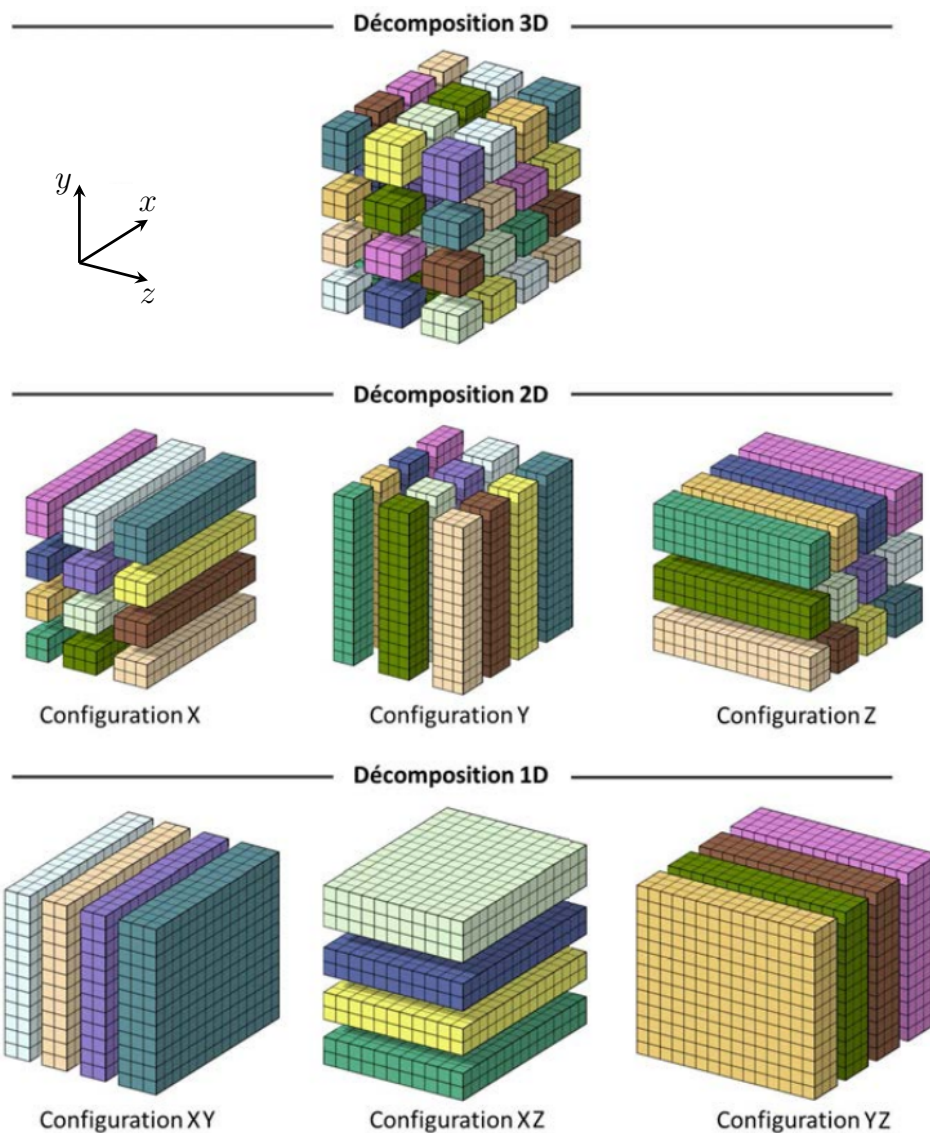 Décomposition 3D
y
x
z
Décomposition 2D
Configuration X
Configuration Y
Configuration Z
Décomposition 1D
Configuration XY
Configuration XZ
Configuration YZ